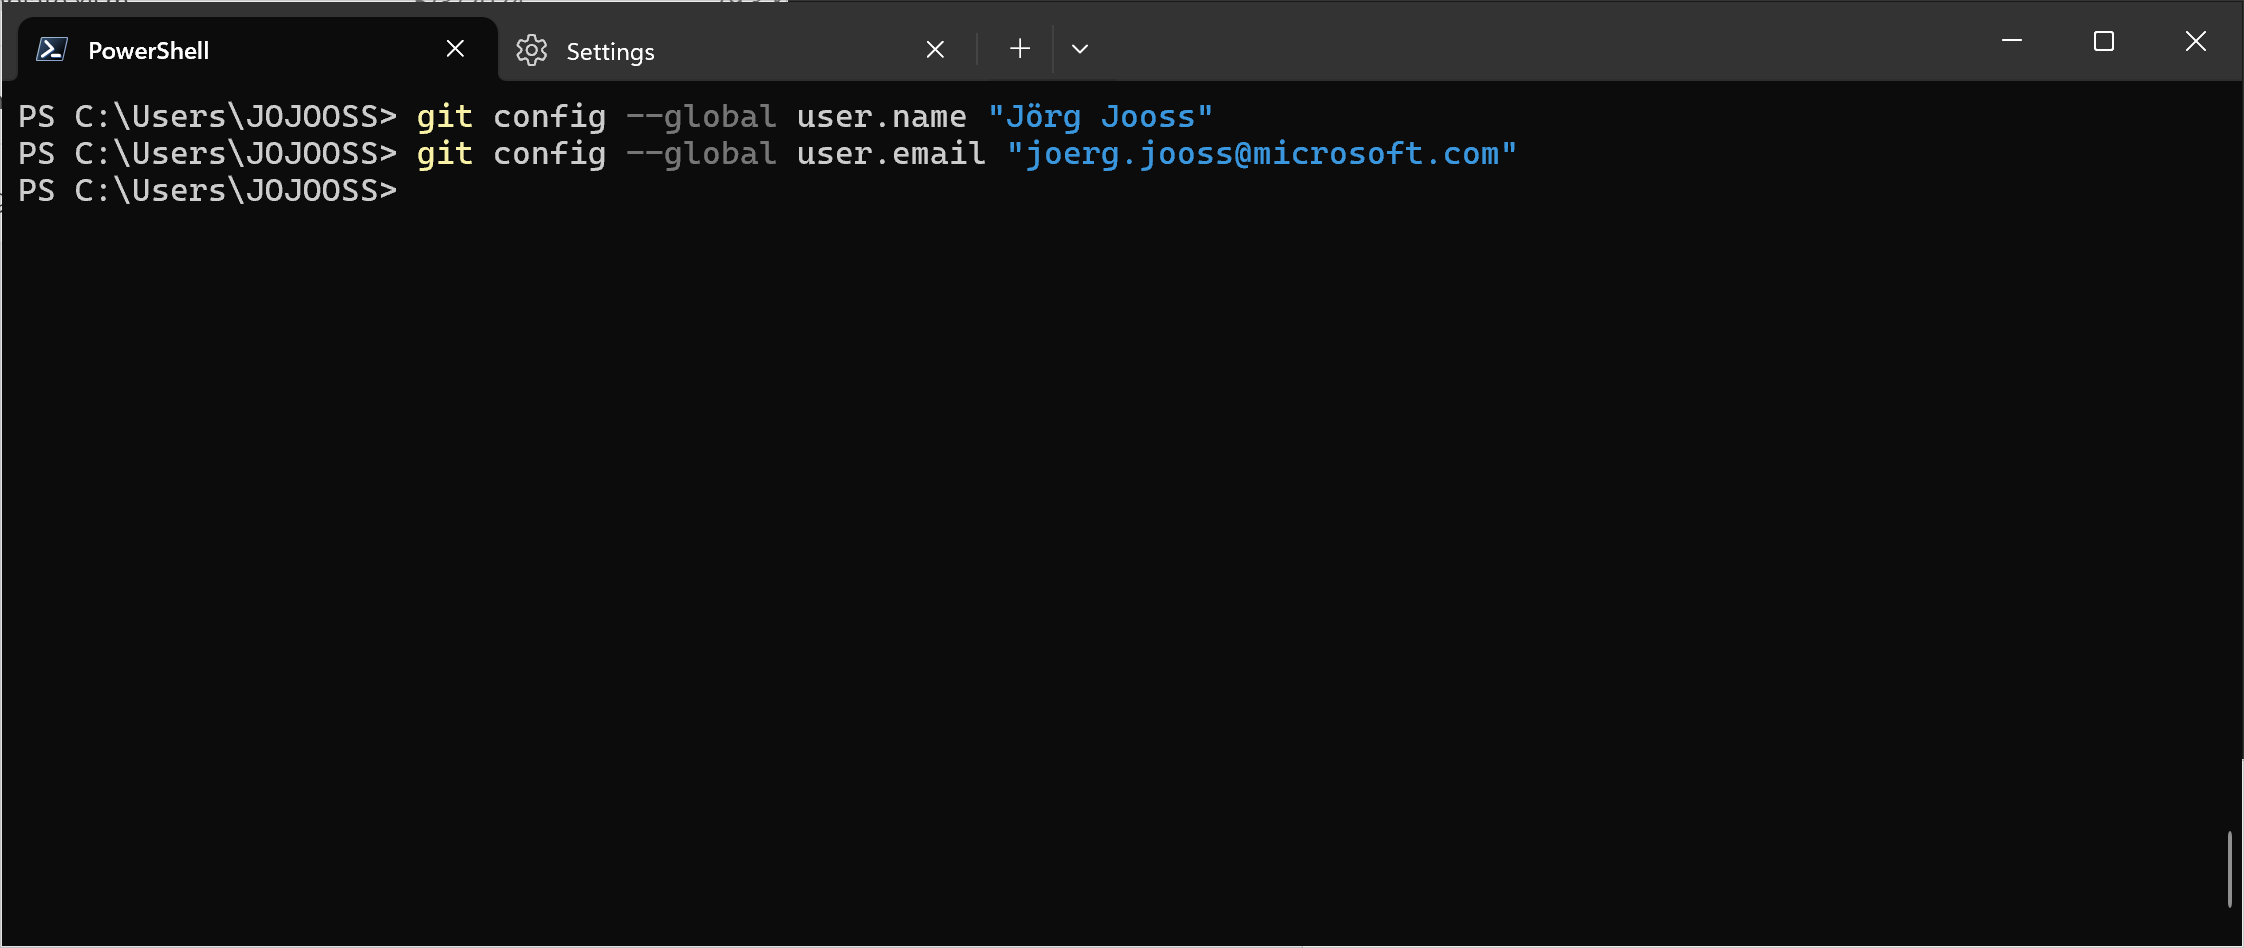 PowerShell
Settings
PS C:\Users\JOJOOSS> git config --global user.name "Jörg Jooss"
PS C:\Users\JOJOOSS> git config --global user.email "joerg.jooss@microsoft.com"
PS C:\Users\JOJOOSS>